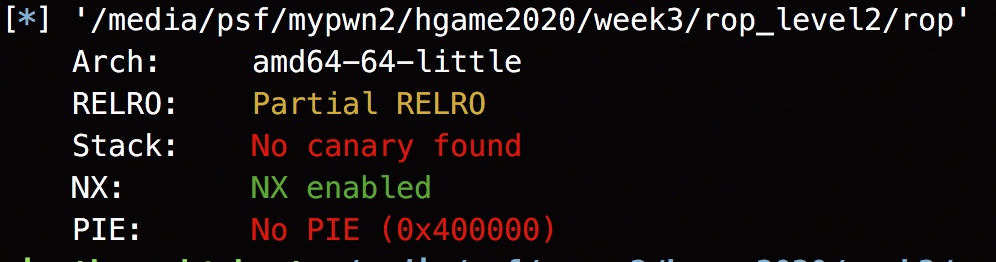 [*] '/media/psf/mypwn2/hgame2020/week3/rop_level2/rop'
Arch: amd64-64-little
RELRO: Partial RELRO
Stack: No canary found
NX: NX enabled
PIE: No PIE (0x400000)